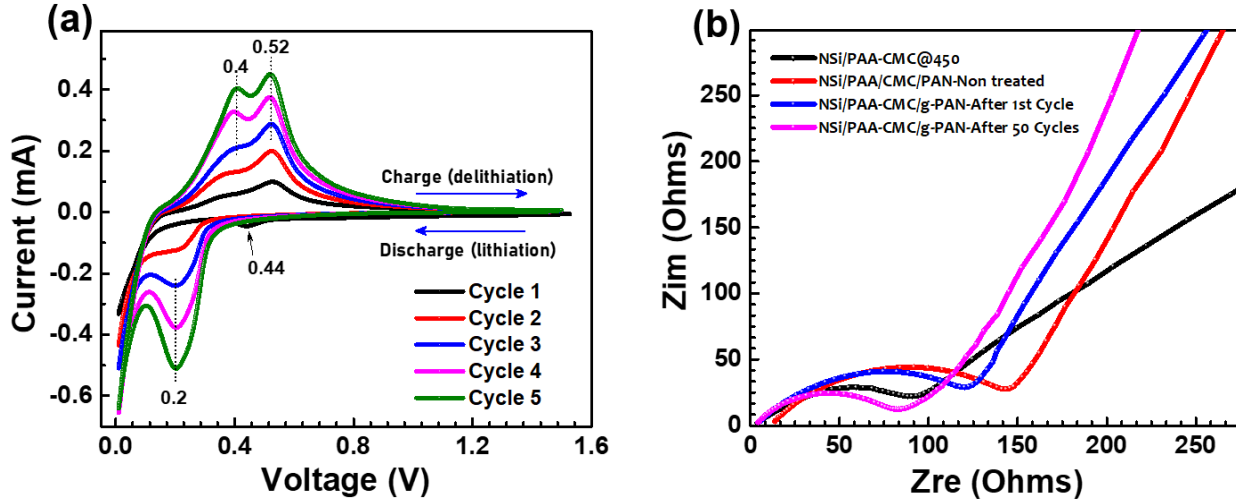 (a)
0.4
0.52
0.4
0.2
0.0
-0.2
-0.4
-0.6
Current (mA)
Charge (delithiation)
Discharge (lithiation)
0.44
0.2
Cycle 1
Cycle 2
Cycle 3
Cycle 4
Cycle 5
0.0 0.4 0.8 1.2 1.6
Voltage (V)
(b)
NSi/PAA-CMC@450
NSi/PAA/CMC/PAN-Non treated
NSi/PAA-CMC/g-PAN-After 1st Cycle
NSi/PAA-CMC/g-PAN-After 50 Cycles
250
200
150
100
50
0
Zim (Ohms)
0 50 100 150 200 250
Zre (Ohms)